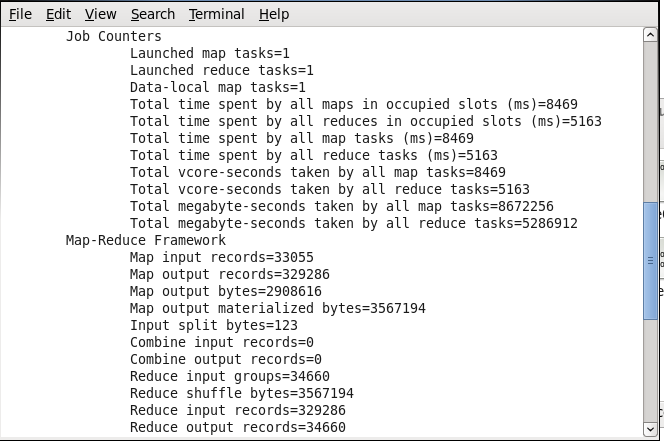 File Edit View Search Terminal Help
Job Counters
Launched map tasks=1
Launched reduce tasks=1
Data-local map tasks=1
Total time spent by all maps in occupied slots (ms)=8469
Total time spent by all reduces in occupied slots (ms)=5163
Total time spent by all map tasks (ms)=8469
Total time spent by all reduce tasks (ms)=5163
Total vcore-seconds taken by all map tasks=8469
Total vcore-seconds taken by all reduce tasks=5163
Total megabyte-seconds taken by all map tasks=8672256
Total megabyte-seconds taken by all reduce tasks=5286912
Map-Reduce Framework
Map input records=33055
Map output records=329286
Map output bytes=2908616
Map output materialized bytes=3567194
Input split bytes=123
Combine input records=0
Combine output records=0
Reduce input groups=34660
Reduce shuffle bytes=3567194
Reduce input records=329286
Reduce output records=34660